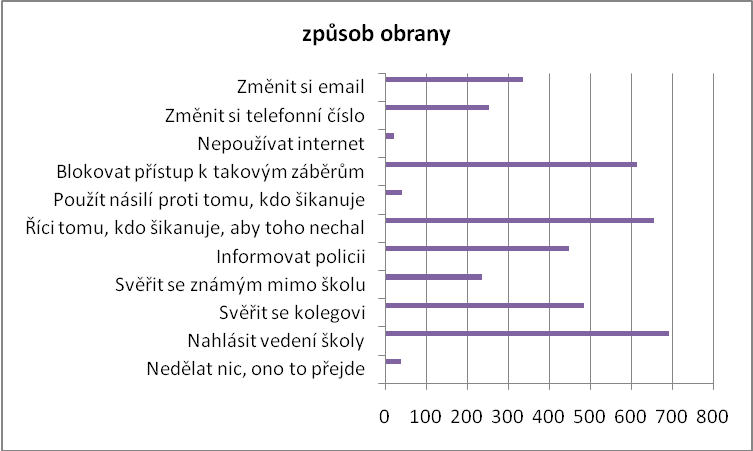 způsob obrany
Změnit si email
Změnit si telefonní číslo
Nepoužívat internet
Blokovat přístup k takovým záběrům
Použít násilí proti tomu, kdo šikanuje
Říci tomu, kdo šikanuje, aby toho nechal
Informovat policii
Svěřit se známým mimo školu
Svěřit se kolegovi
Nahlásit vedení školy
Nedělat nic, ono to přejde
0 100 200 300 400 500 600 700 800